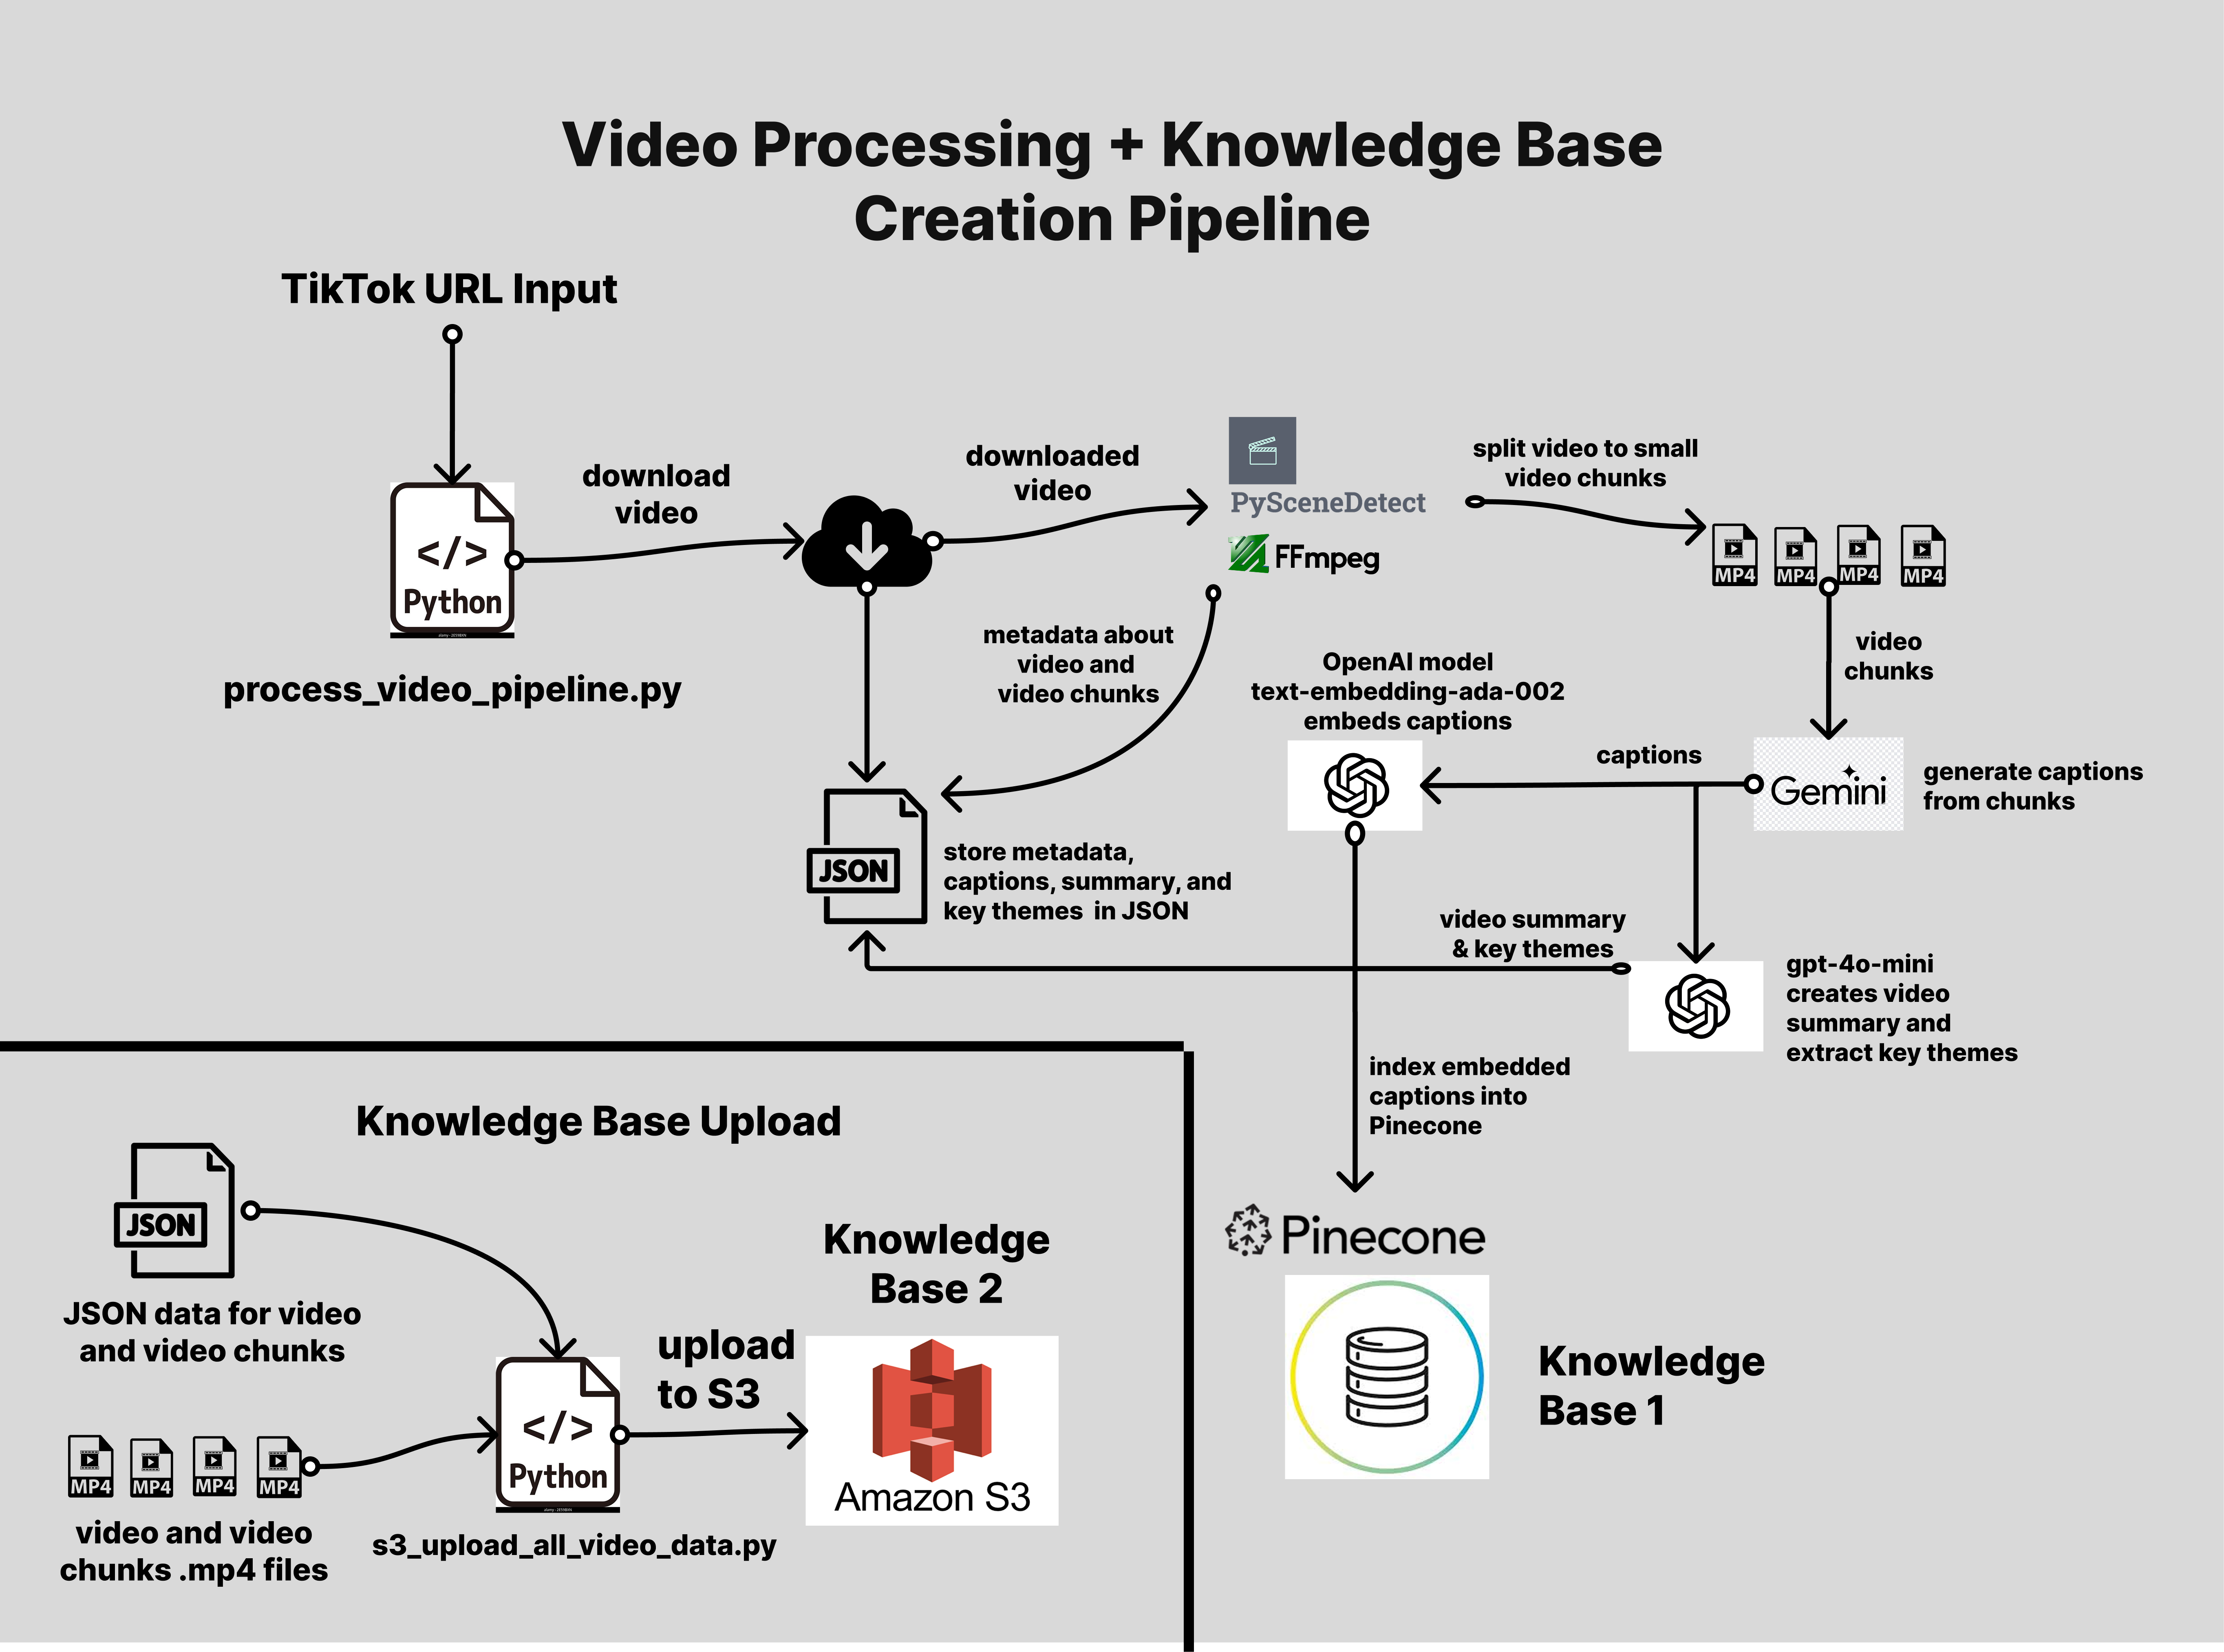 Video Processing + Knowledge Base
Creation Pipeline
TikTok URL Input
</>
Python
process_video_pipeline.py
download
video
downloaded
video
PySceneDetect
FFmpeg
split video to small
video chunks
MP4
MP4
MP4
MP4
metadata about
video and
video chunks
video
chunks
OpenAI model
text-embedding-ada-002
embeds captions
captions
Gemini
generate captions
from chunks
JSON
store metadata,
captions, summary, and
key themes in JSON
video summary
& key themes
gpt-4o-mini
creates video
summary and
extract key themes
index embedded
captions into
Pinecone
Pinecone
Knowledge
Base 1
Knowledge Base Upload
JSON
JSON data for video
and video chunks
MP4
MP4
MP4
MP4
video and video
chunks .mp4 files
</>
Python
s3_upload_all_video_data.py
upload
to S3
Knowledge
Base 2
Amazon S3